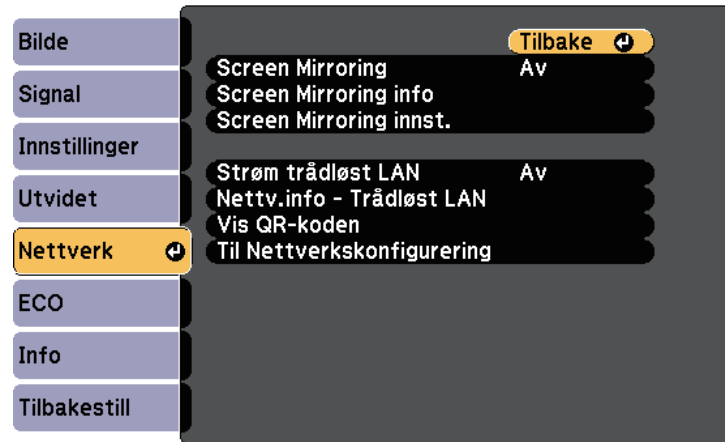 Bilde
Signal
Innstillinger
Utvidet
Nettverk
ECO
Info
Tilbakestill
Tilbake
Screen Mirroring Av
Screen Mirroring info
Screen Mirroring innst.
Strøm trådløst LAN Av
Nettv.info - Trådløst LAN
Vis QR-koden
Til Nettverkskonfigurering